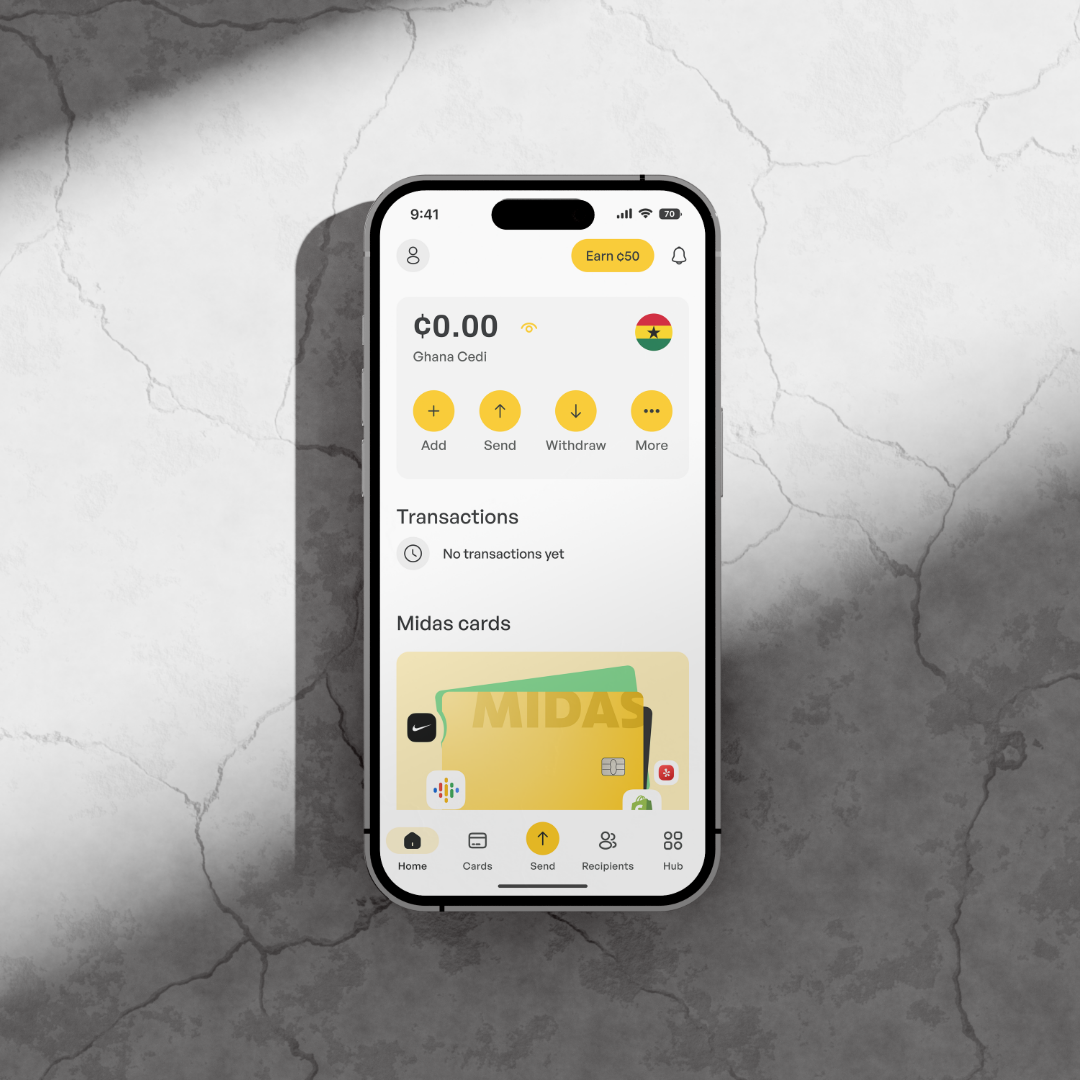 9:41
70
Earn ¢50
¢0.00
Ghana Cedi
Add
Send
Withdraw
More
Transactions
No transactions yet
Midas cards
MIDAS
Home
Cards
Send
Recipients
Hub